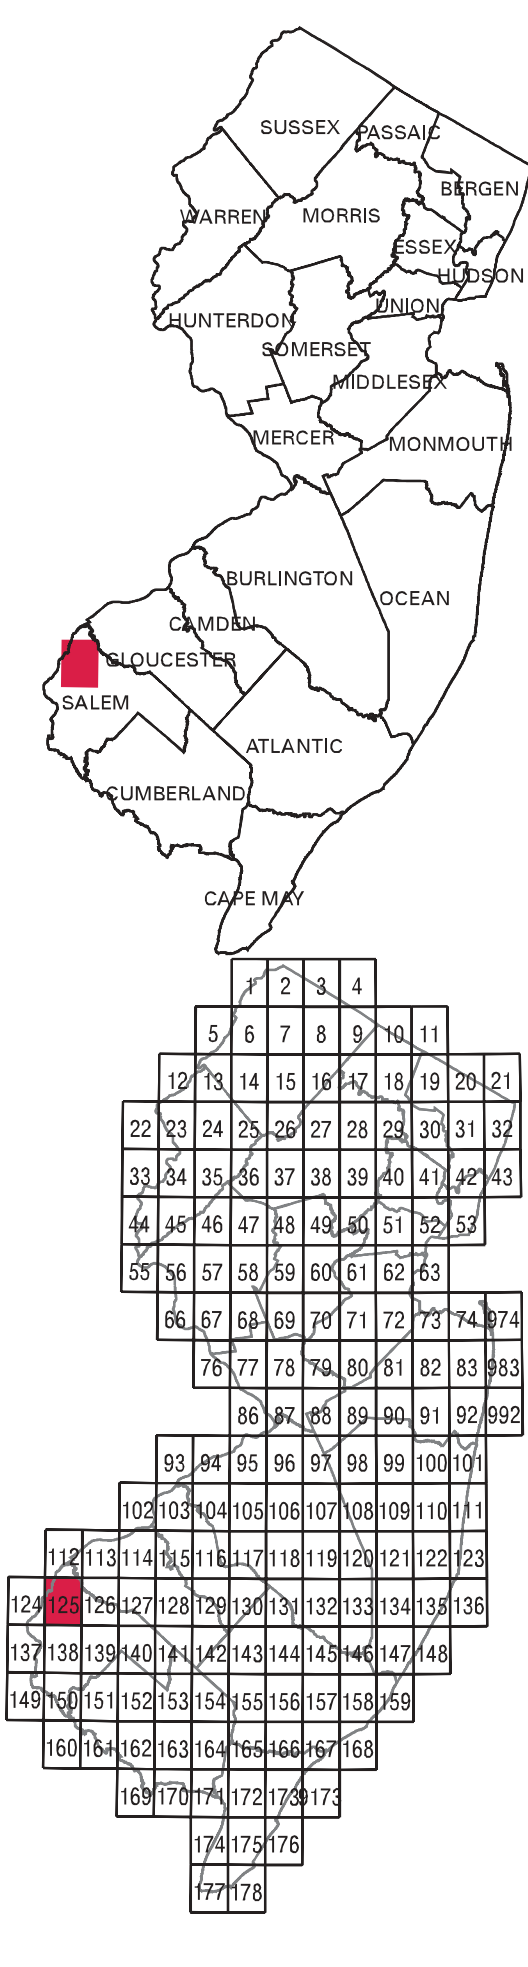 SUSSEX
PASSAIC
BERGEN
WARREN
MORRIS
ESSEX
HUDSON
UNION
HUNTERDON
SOMERSET
MIDDLESEX
MERCER
MONMOUTH
BURLINGTON
OCEAN
CAMDEN
GLOUCESTER
SALEM
ATLANTIC
CUMBERLAND
CAPE MAY
1 2 3 4
5 6 7 8 9 10 11
12 13 14 15 16 17 18 19 20 21
22 23 24 25 26 27 28 29 30 31 32
33 34 35 36 37 38 39 40 41 42 43
44 45 46 47 48 49 50 51 52 53
55 56 57 58 59 60 61 62 63
66 67 68 69 70 71 72 73 74 974
76 77 78 79 80 81 82 83 983
86 87 88 89 90 91 92 992
93 94 95 96 97 98 99 100 101
102 103 104 105 106 107 108 109 110 111
112 113 114 115 116 117 118 119 120 121 122 123
124 125 126 127 128 129 130 131 132 133 134 135 136
137 138 139 140 141 142 143 144 145 146 147 148
149 150 151 152 153 154 155 156 157 158 159
160 161 162 163 164 165 166 167 168
169 170 171 172 173 9173
174 175 176
177 178